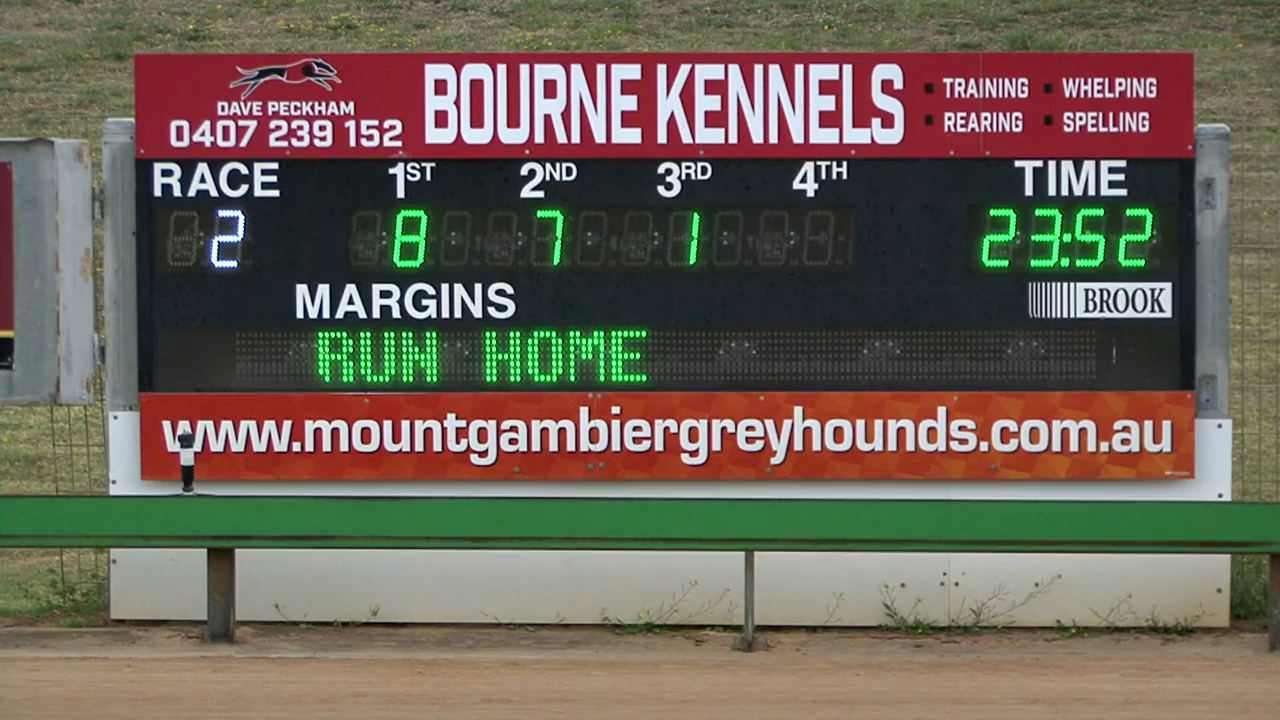 DAVE PECKHAM
0407 239 152
BOURNE KENNELS
TRAINING
WHELPING
REARING
SPELLING
RACE 1ST 2ND 3RD 4TH TIME
2 8 7 1 23:52
MARGINS
BROOK
RUN HOME
www.mountgambiergreyhounds.com.au